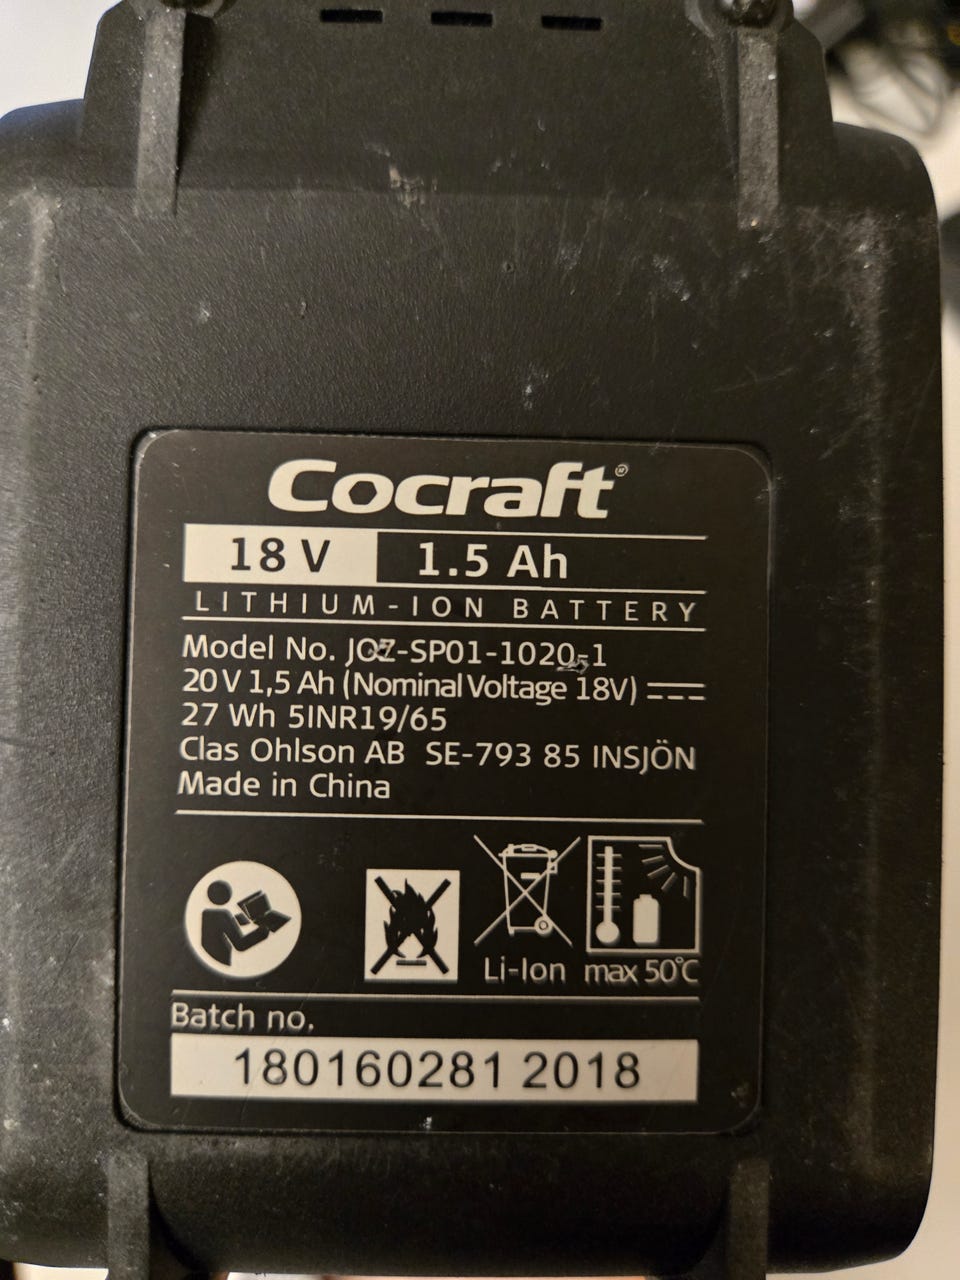 Cocraft®
18 V 1.5 Ah
LITHIUM-ION BATTERY
Model No. JOZ-SP01-1020-1
20 V 1,5 Ah (Nominal Voltage 18V)
27 Wh 5INR19/65
Clas Ohlson AB SE-793 85 INSJÖN
Made in China
Li-Ion max 50°C
Batch no.
180160281 2018